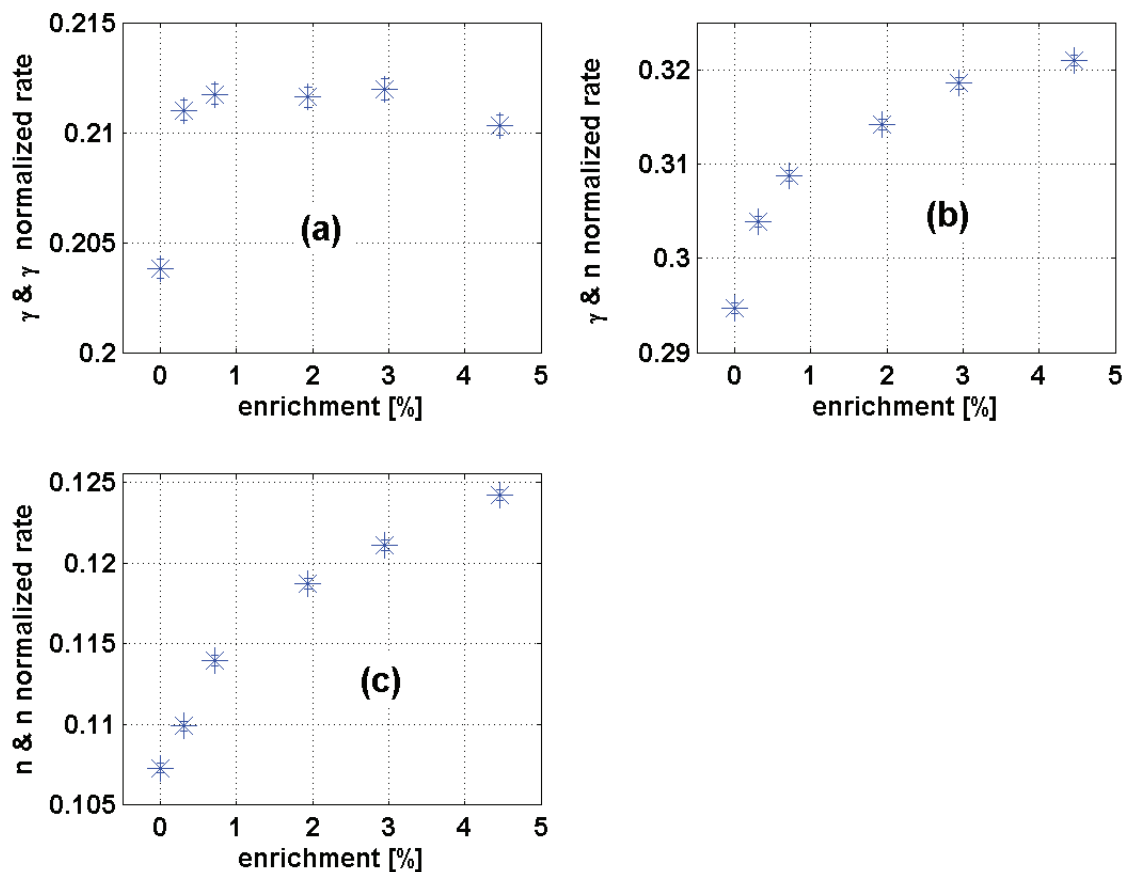 0.215
0.21
0.205
0.2
γ & γ normalized rate
(a)
0 1 2 3 4 5
enrichment [%]
0.32
0.31
0.3
0.29
γ & n normalized rate
(b)
0 1 2 3 4 5
enrichment [%]
0.125
0.12
0.115
0.11
0.105
n & n normalized rate
(c)
0 1 2 3 4 5
enrichment [%]